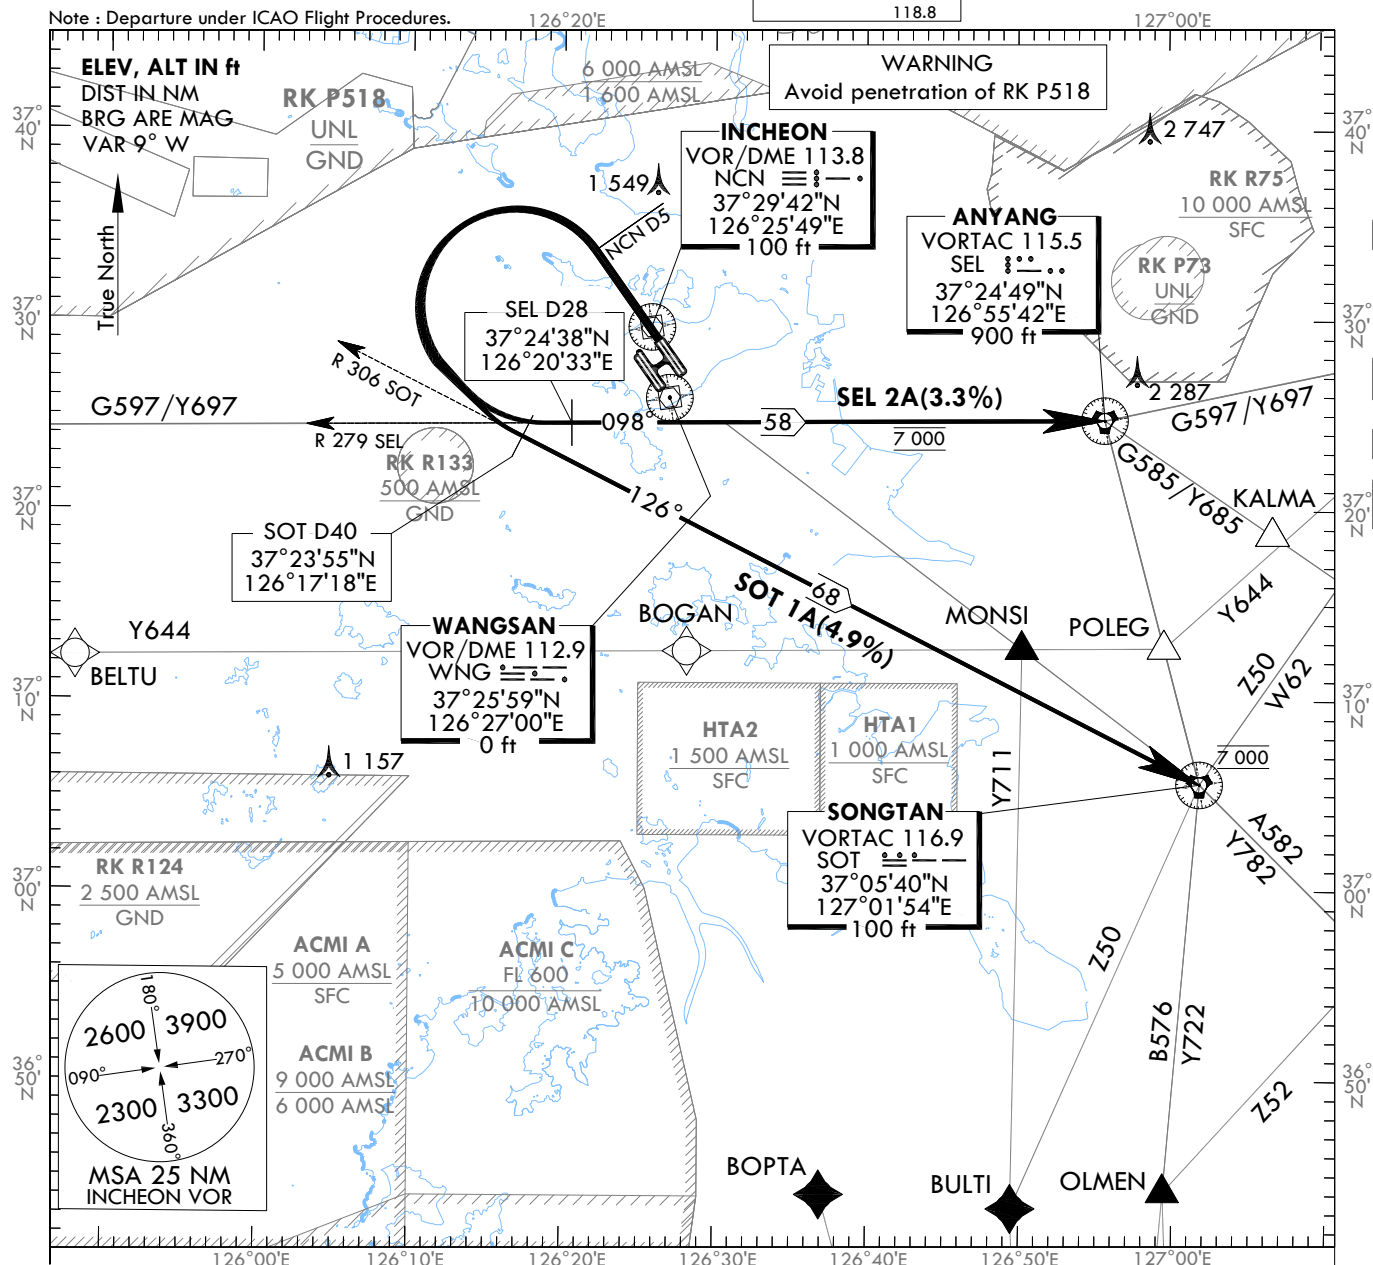 118.8
Note : Departure under ICAO Flight Procedures.
126°20'E
127°00'E
ELEV, ALT IN ft
DIST IN NM
BRG ARE MAG
VAR 9° W
True North
RK P518
UNL
GND
6 000 AMSL
1 600 AMSL
WARNING
Avoid penetration of RK P518
37°
40'
N
37°
40'
N
2 747
1 549
NCN D5
INCHEON
VOR/DME 113.8
NCN
37°29'42"N
126°25'49"E
100 ft
RK R75
10 000 AMSL
SFC
ANYANG
VORTAC 115.5
SEL
37°24'49"N
126°55'42"E
900 ft
RK P73
UNL
GND
37°
30'
N
37°
30'
N
SEL D28
37°24'38"N
126°20'33"E
R 306 SOT
G597/Y697
R 279 SEL
098°
58
SEL 2A(3.3%)
7 000
2 287
G597/Y697
RK R133
500 AMSL
GND
G585/Y685
KALMA
37°
20'
N
37°
20'
N
126°
SOT D40
37°23'55"N
126°17'18"E
68
SOT 1A(4.9%)
Y644
BELTU
WANGSAN
VOR/DME 112.9
WNG
37°25'59"N
126°27'00"E
0 ft
BOGAN
MONSI
POLEG
Y644
Z50
W62
37°
10'
N
37°
10'
N
HTA2
1 500 AMSL
SFC
HTA1
1 000 AMSL
SFC
Y711
7 000
1 157
SONGTAN
VORTAC 116.9
SOT
37°05'40"N
127°01'54"E
100 ft
A582
Y782
37°
00'
N
37°
00'
N
RK R124
2 500 AMSL
GND
ACMI A
5 000 AMSL
SFC
ACMI C
FL 600
10 000 AMSL
Z50
B576
Y722
Z52
ACMI B
9 000 AMSL
6 000 AMSL
36°
50'
N
36°
50'
N
180°
2600
3900
270°
090°
2300
3300
360°
MSA 25 NM
INCHEON VOR
BOPTA
BULTI
OLMEN
126°00'E
126°10'E
126°20'E
126°30'E
126°40'E
126°50'E
127°00'E